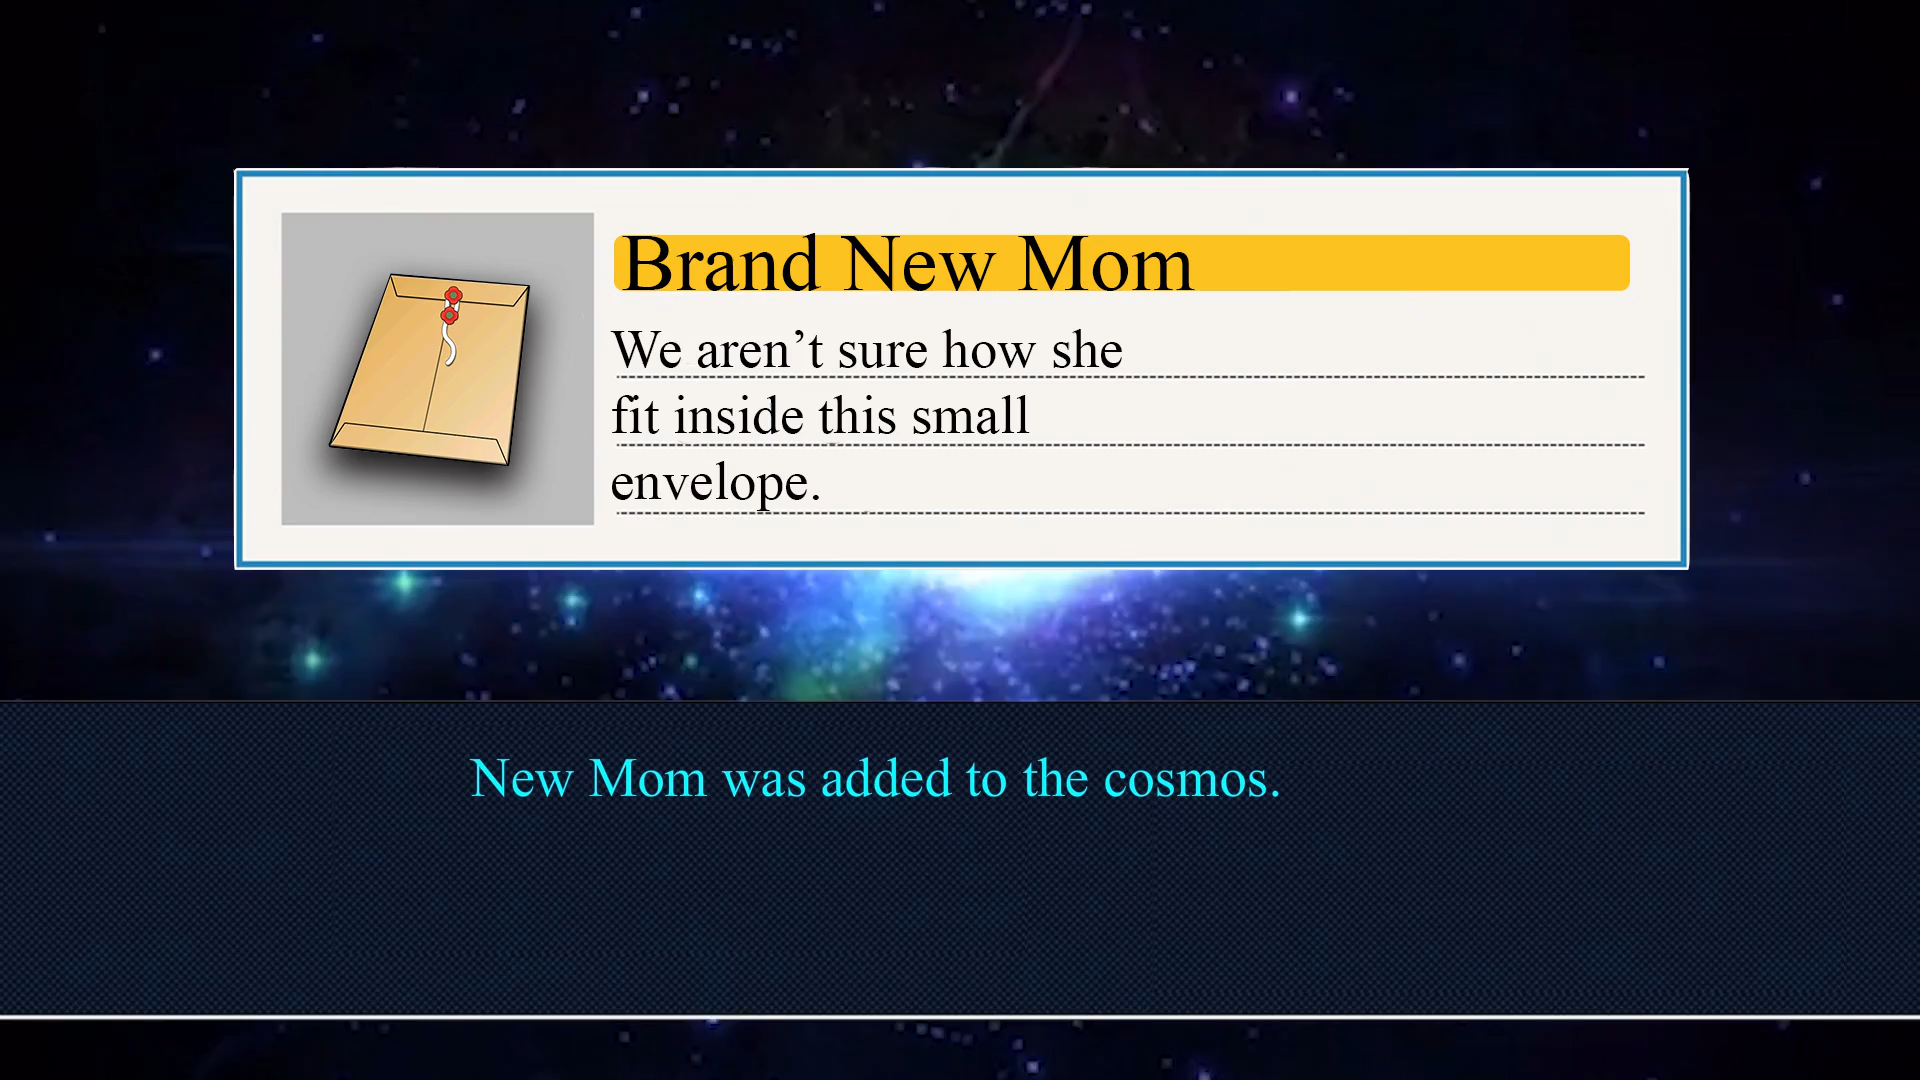 Brand New Mom
We aren’t sure how she
fit inside this small
envelope.
New Mom was added to the cosmos.